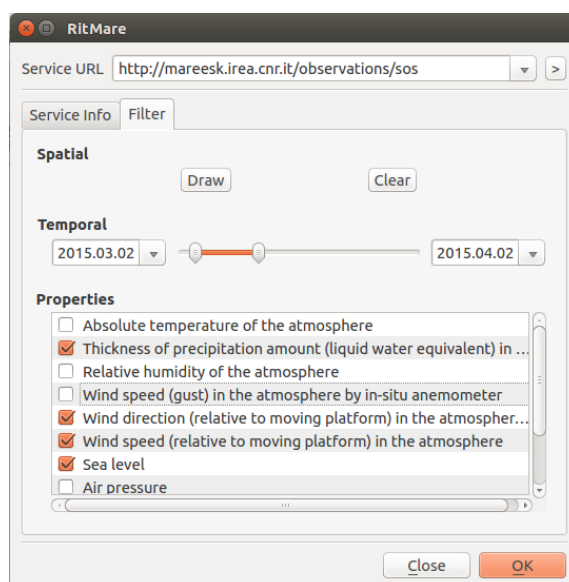 RitMare
Service URL http://mareesk.irea.cnr.it/observations/sos >
Service Info Filter
Spatial
Draw Clear
Temporal
2015.03.02 2015.04.02
Properties
Absolute temperature of the atmosphere
Thickness of precipitation amount (liquid water equivalent) in ...
Relative humidity of the atmosphere
Wind speed (gust) in the atmosphere by in-situ anemometer
Wind direction (relative to moving platform) in the atmospher...
Wind speed (relative to moving platform) in the atmosphere
Sea level
Air pressure
Close OK